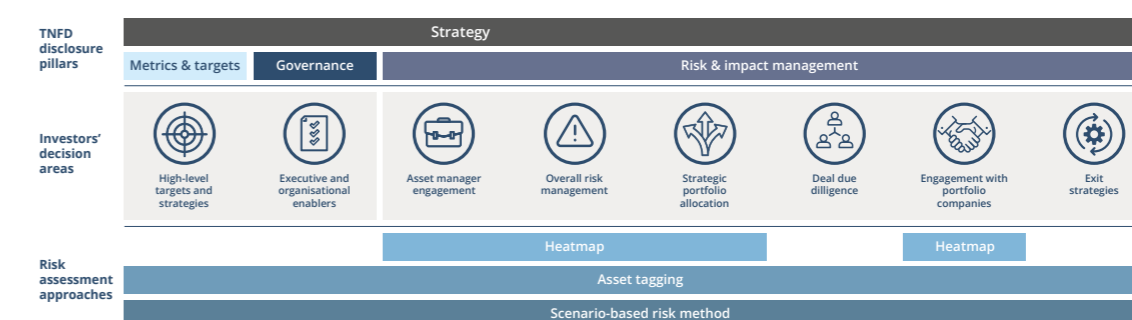 TNFD
disclosure
pillars
Strategy
Metrics & targets
Governance
Risk & impact management
Investors'
decision
areas
High-level
targets and
strategies
Executive and
organisational
enablers
Asset manager
engagement
Overall risk
management
Strategic
portfolio
allocation
Deal due
dilligence
Engagement with
portfolio
companies
Exit
strategies
Risk
assessment
approaches
Heatmap
Heatmap
Asset tagging
Scenario-based risk method